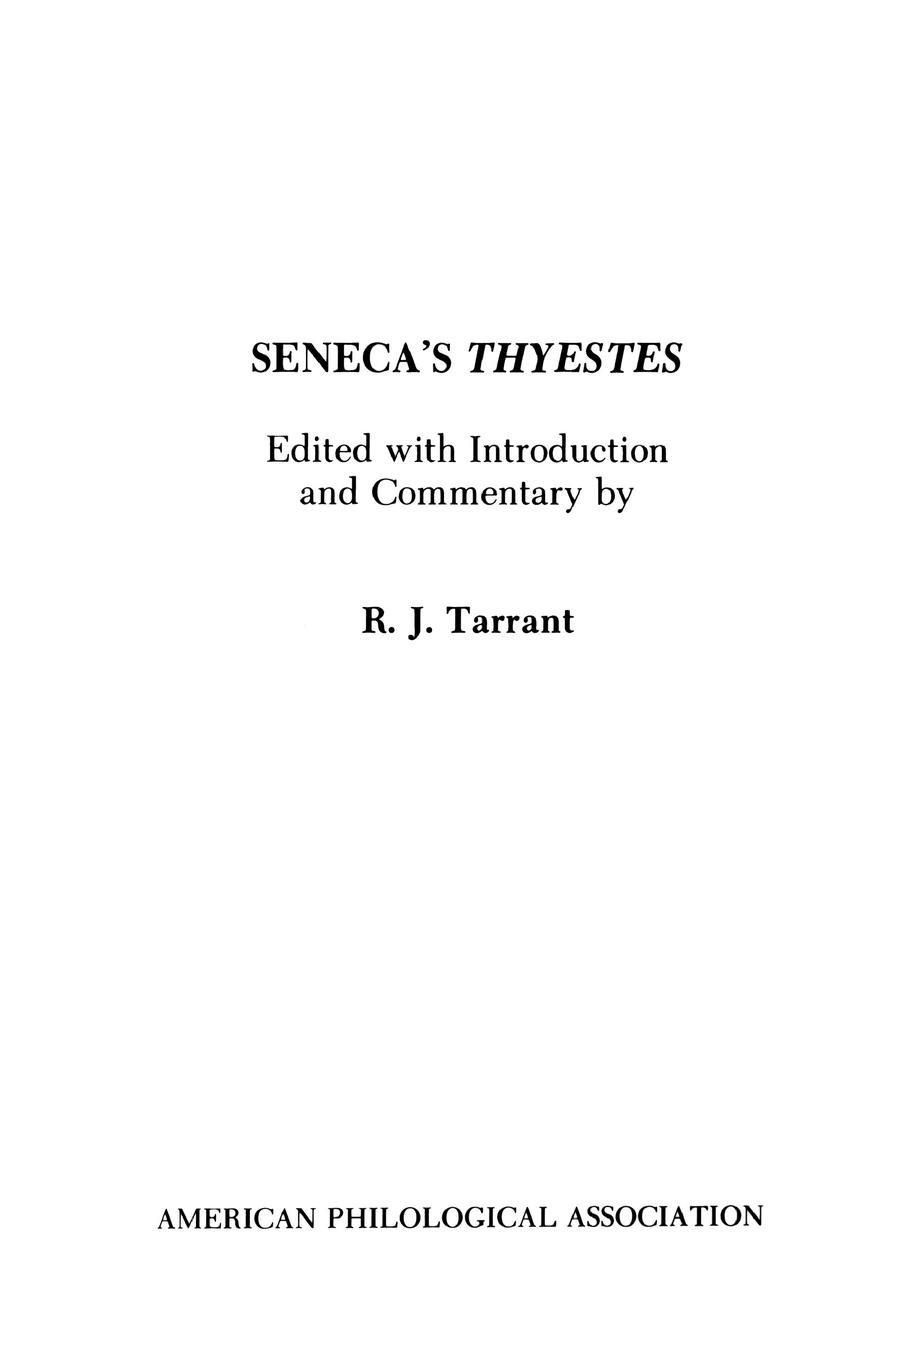 SENECA'S THYESTES
Edited with Introduction
and Commentary by
R. J. Tarrant
AMERICAN PHILOLOGICAL ASSOCIATION